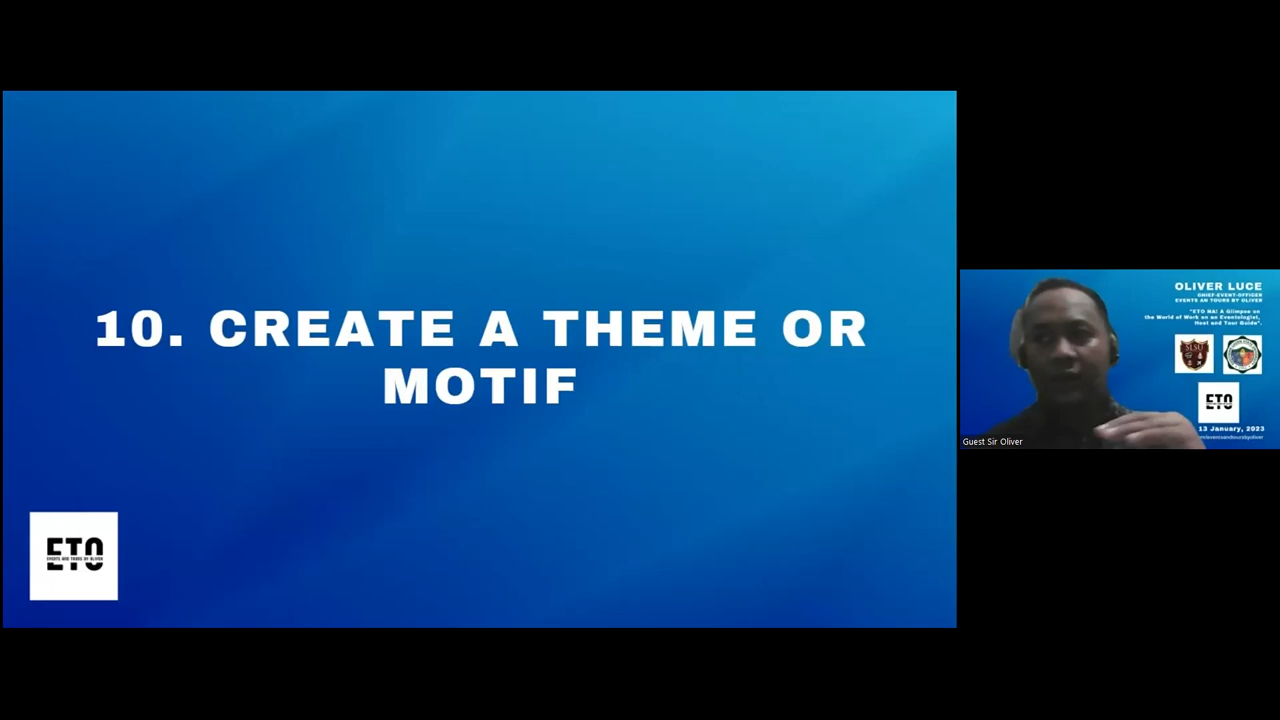 10. CREATE A THEME OR
MOTIF
ETO
EVENTS AND TOURS BY OLIVER
OLIVER LUCE
CHIEF-EVENT-OFFICER
EVENTS AN TOURS BY OLIVER
"ETO NA! A Glimpse on
the World of Work on an Eventologist,
Host and Tour Guide".
SLSU
ETO
13 January, 2023
Guest Sir Oliver